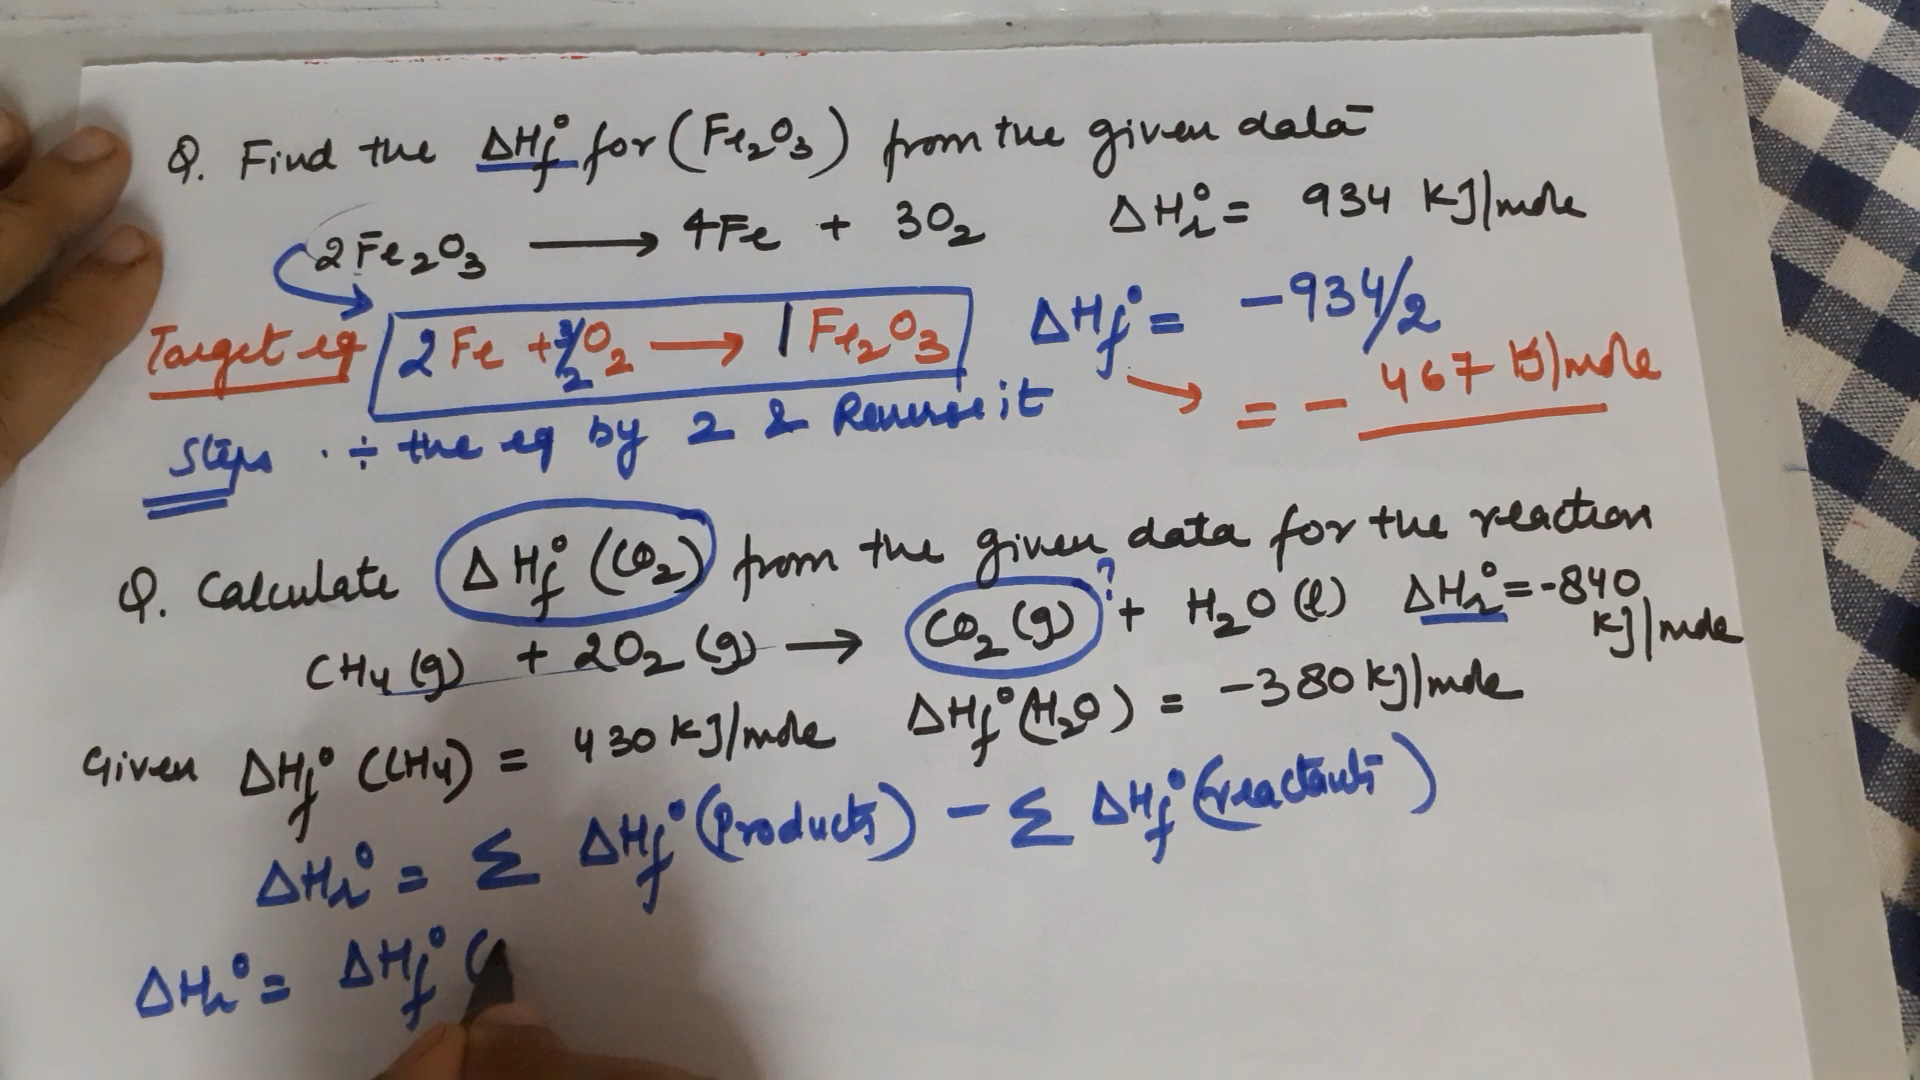 Q. Find the ΔHf° for (Fe2O3) from the given data
2Fe2O3 ⟶ 4Fe + 3O2 ΔHr° = 934 KJ/mole
Target eq 2Fe + 3/2 O2 ⟶ 1 Fe2O3 ΔHf° = -934/2
= - 467 KJ/mole
Steps . ÷ the eq by 2 & Reverse it
Q. Calculate ΔHf° (CO2) from the given data for the reaction
CH4 (g) + 2O2 (g) ⟶ CO2 (g) ? + H2O (l) ΔHr° = -840 KJ/mole
Given ΔHf° (CH4) = 430 KJ/mole ΔHf° (H2O) = -380 KJ/mole
ΔHr° = Σ ΔHf° (Products) - Σ ΔHf° (reactants)
ΔHr° = ΔHf° (